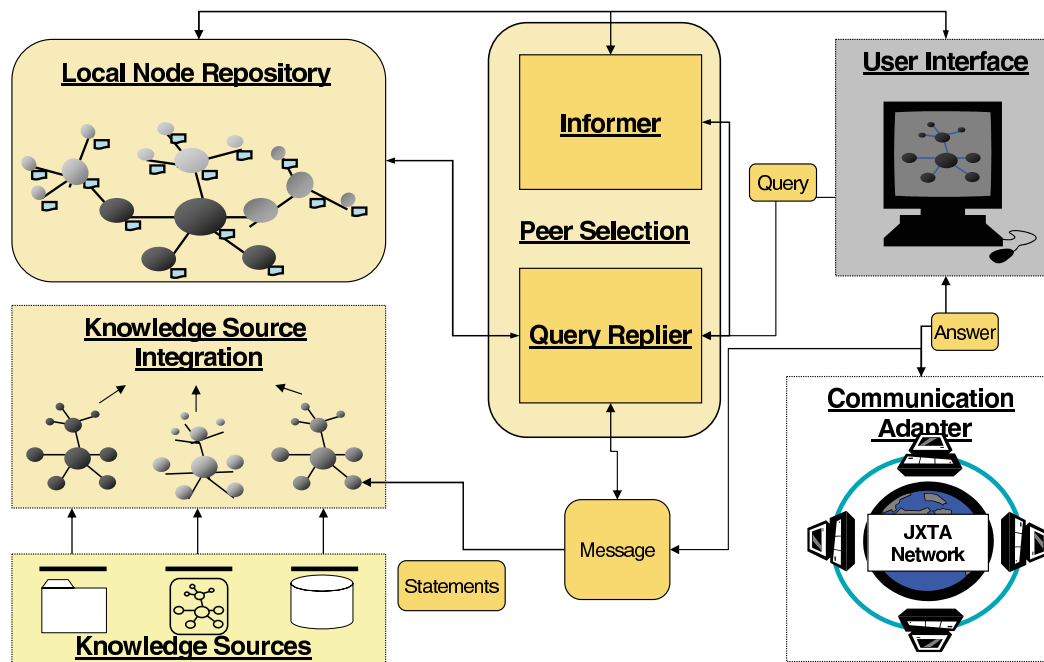 Local Node Repository
Informer
Peer Selection
Query Replier
Query
User Interface
Answer
Knowledge Source
Integration
Communication
Adapter
JXTA
Network
Message
Statements
Knowledge Sources